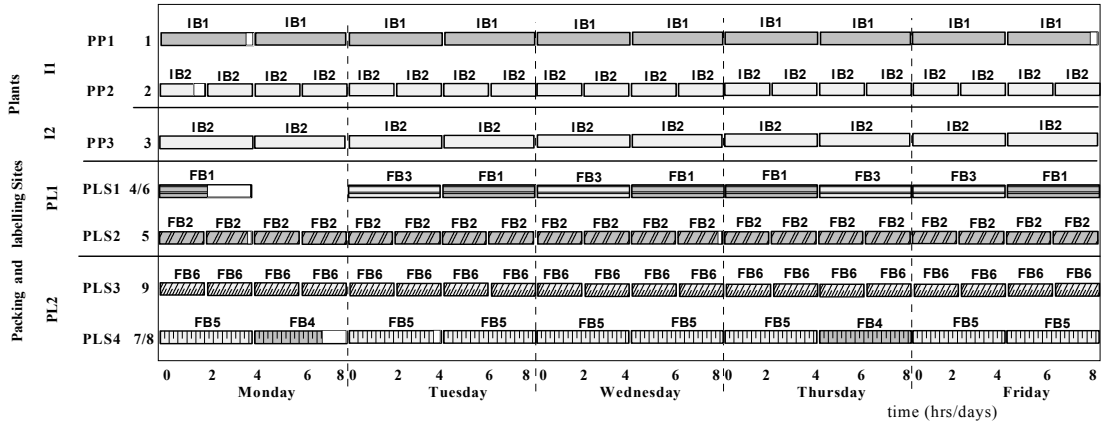 IB1 IB1 IB1 IB1 IB1 IB1 IB1 IB1 IB1 IB1
PP1 1
I1
IB2 IB2 IB2 IB2 IB2 IB2 IB2 IB2 IB2 IB2 IB2 IB2 IB2 IB2 IB2 IB2 IB2 IB2 IB2 IB2
PP2 2
Plants
IB2 IB2 IB2 IB2 IB2 IB2 IB2 IB2 IB2 IB2
PP3 3
I2
FB1 FB3 FB1 FB3 FB1 FB1 FB3 FB3 FB1
PLS1 4/6
PL1
FB2 FB2 FB2 FB2 FB2 FB2 FB2 FB2 FB2 FB2 FB2 FB2 FB2 FB2 FB2 FB2 FB2 FB2 FB2 FB2
PLS2 5
Packing and labelling Sites
FB6 FB6 FB6 FB6 FB6 FB6 FB6 FB6 FB6 FB6 FB6 FB6 FB6 FB6 FB6 FB6 FB6 FB6 FB6 FB6
PLS3 9
PL2
FB5 FB4 FB5 FB5 FB5 FB5 FB5 FB4 FB5 FB5
PLS4 7/8
0 2 4 6 8 0 2 4 6 8 0 2 4 6 8 0 2 4 6 8 0 2 4 6 8
Monday Tuesday Wednesday Thursday Friday
time (hrs/days)